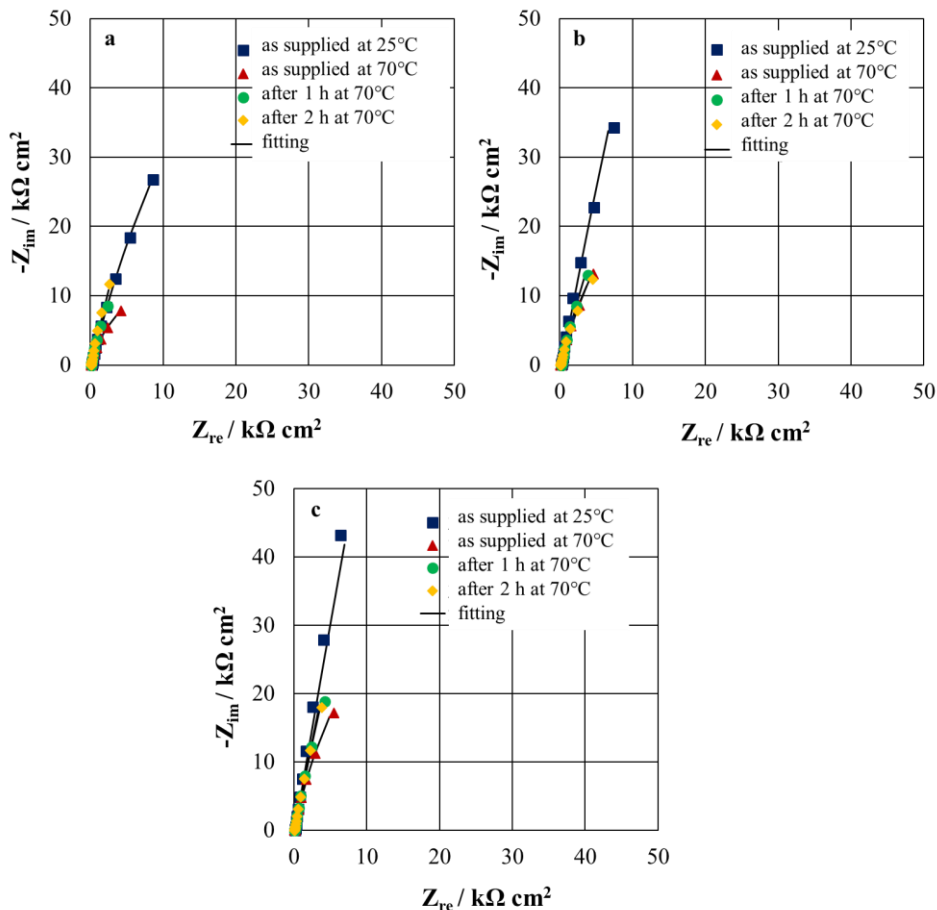 a
50
40
30
20
10
0
-Zim / kΩ cm²
as supplied at 25°C
as supplied at 70°C
after 1 h at 70°C
after 2 h at 70°C
fitting
0 10 20 30 40 50
Zre / kΩ cm²
b
50
40
30
20
10
0
-Zim / kΩ cm²
as supplied at 25°C
as supplied at 70°C
after 1 h at 70°C
after 2 h at 70°C
fitting
0 10 20 30 40 50
Zre / kΩ cm²
c
50
40
30
20
10
0
-Zim / kΩ cm²
as supplied at 25°C
as supplied at 70°C
after 1 h at 70°C
after 2 h at 70°C
fitting
0 10 20 30 40 50
Zre / kΩ cm²